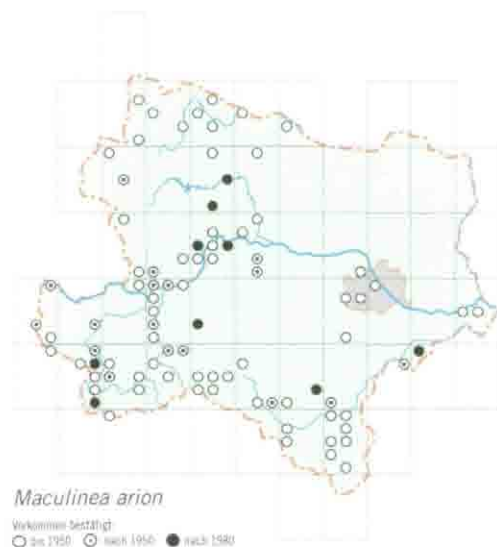 Maculinea arion
Vorkommen bestätigt:
bis 1950 nach 1950 nach 1980